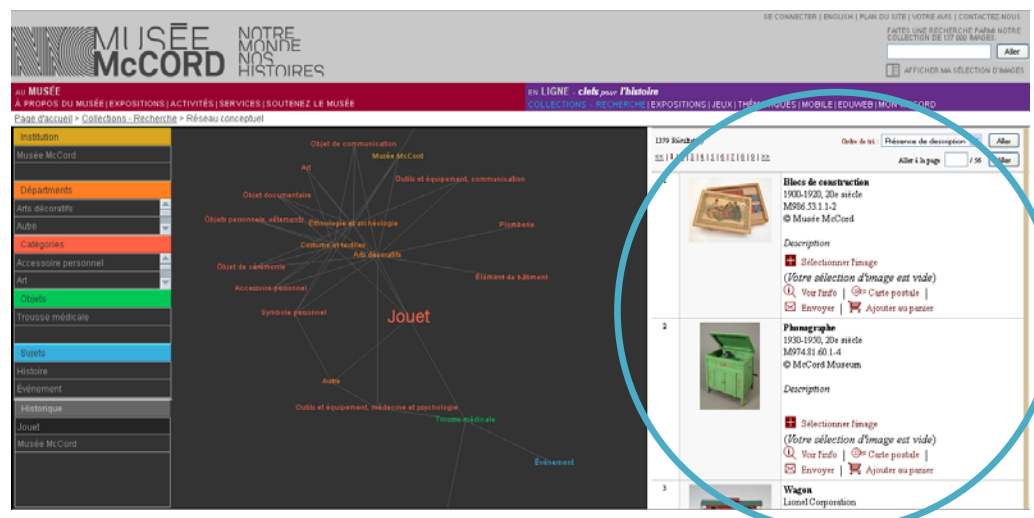 SE CONNECTER | ENGLISH | PLAN DU SITE | VOTRE AVIS | CONTACTEZ-NOUS
MUSÉE McCORD
NOTRE MONDE NOS HISTOIRES
FAITES UNE RECHERCHE PARMI NOTRE
COLLECTION DE 137 000 IMAGES.
Aller
AFFICHER MA SÉLECTION D'IMAGES
AU MUSÉE
À PROPOS DU MUSÉE | EXPOSITIONS | ACTIVITÉS | SERVICES | SOUTENEZ LE MUSÉE
EN LIGNE - clefs pour l'histoire
COLLECTIONS - RECHERCHE | EXPOSITIONS | JEUX | THÉMATIQUES | MOBILE | EDUWEB | MON McCORD
Page d'accueil > Collections - Recherche > Réseau conceptuel
Institution
Musée McCord
Départments
Arts décoratifs
Autre
Catégories
Accessoire personnel
Art
Objets
Trousse médicale
Sujets
Histoire
Événement
Historique
Jouet
Musée McCord
Objet de communication
Musée McCord
Art
Outils et équipement, communication
Objet documentaire
Objets personnels, vêtements
Ethnologie et archéologie
Plomberie
Costume et textiles
Arts décoratifs
Objet de cérémonie
Élément de bâtiment
Accessoire personnel
Symbole personnel
Jouet
Autre
Outils et équipement, médecine et psychologie
Trousse médicale
Événement
1379 Résultats
Ordre de tri : Présence de description Aller
Aller à la page / 56 Aller
1
Blocs de construction
1900-1920, 20e siècle
M986.53.1.1-2
© Musée McCord
Description
Sélectionner l'image
(Votre sélection d'image est vide)
Voir l'info | Carte postale |
Envoyer | Ajouter au panier
2
Phonographe
1930-1950, 20e siècle
M974.81.60.1-4
© McCord Museum
Description
Sélectionner l'image
(Votre sélection d'image est vide)
Voir l'info | Carte postale |
Envoyer | Ajouter au panier
3
Wagon
Lionel Corporation